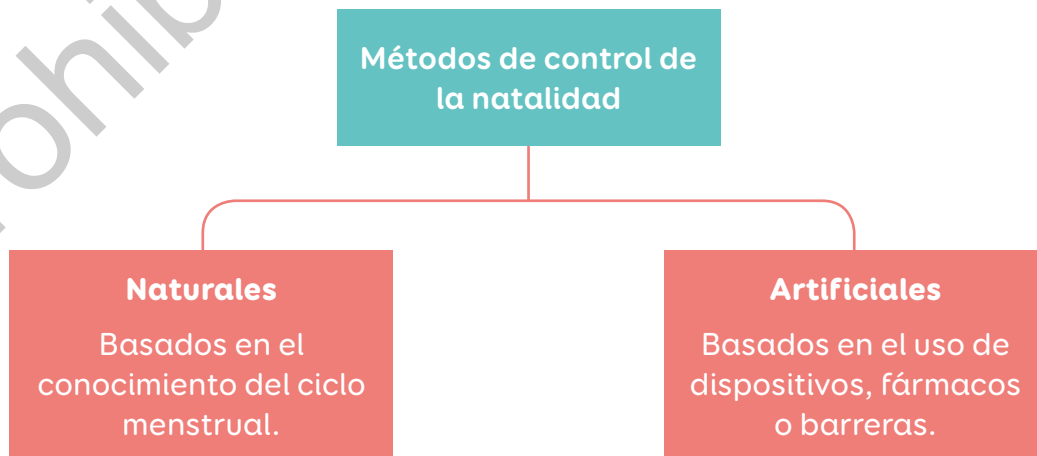 Métodos de control de
la natalidad
Naturales
Basados en el
conocimiento del ciclo
menstrual.
Artificiales
Basados en el uso de
dispositivos, fármacos
o barreras.